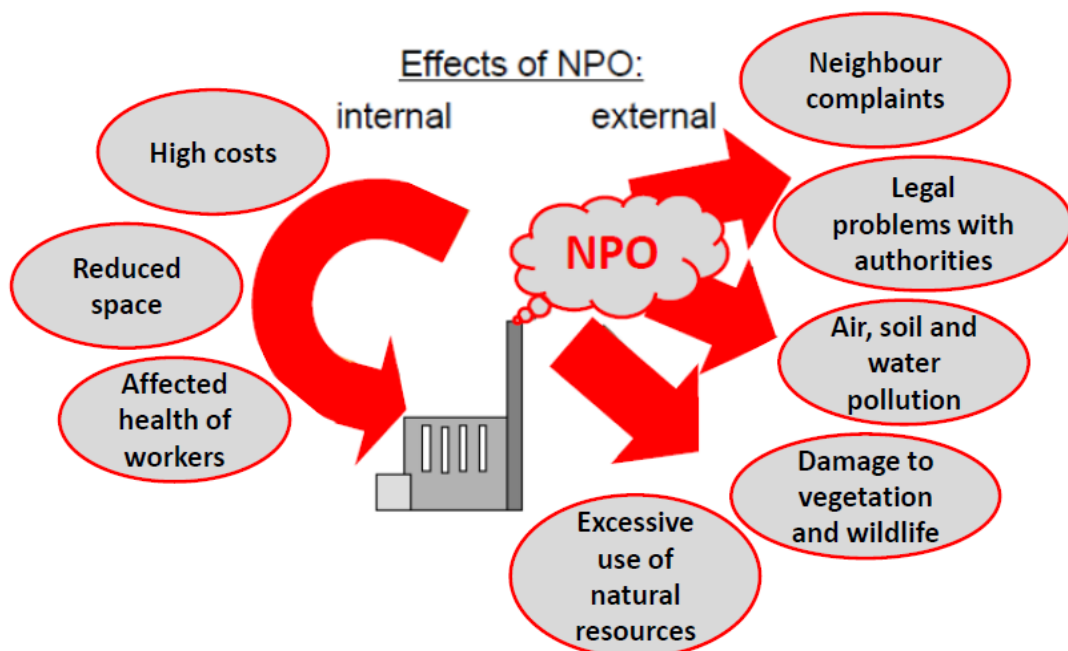 Effects of NPO:
internal
external
High costs
Reduced
space
Affected
health of
workers
NPO
Neighbour
complaints
Legal
problems with
authorities
Air, soil and
water
pollution
Damage to
vegetation
and wildlife
Excessive
use of
natural
resources